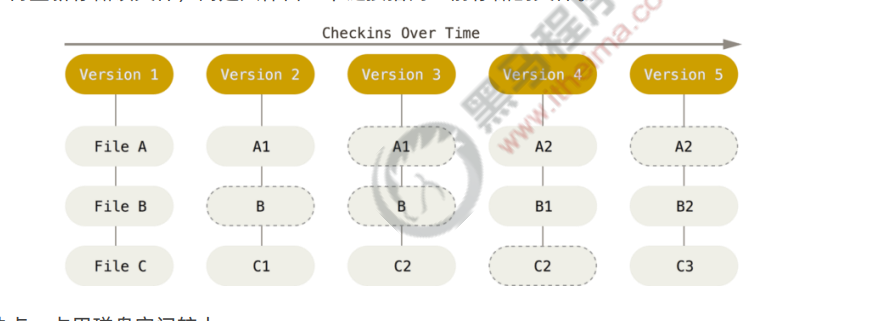 Checkins Over Time
Version 1 Version 2 Version 3 Version 4 Version 5
File A A1 A1 A2 A2
File B B B B1 B2
File C C1 C2 C2 C3
黑马程序
www.itheima.co